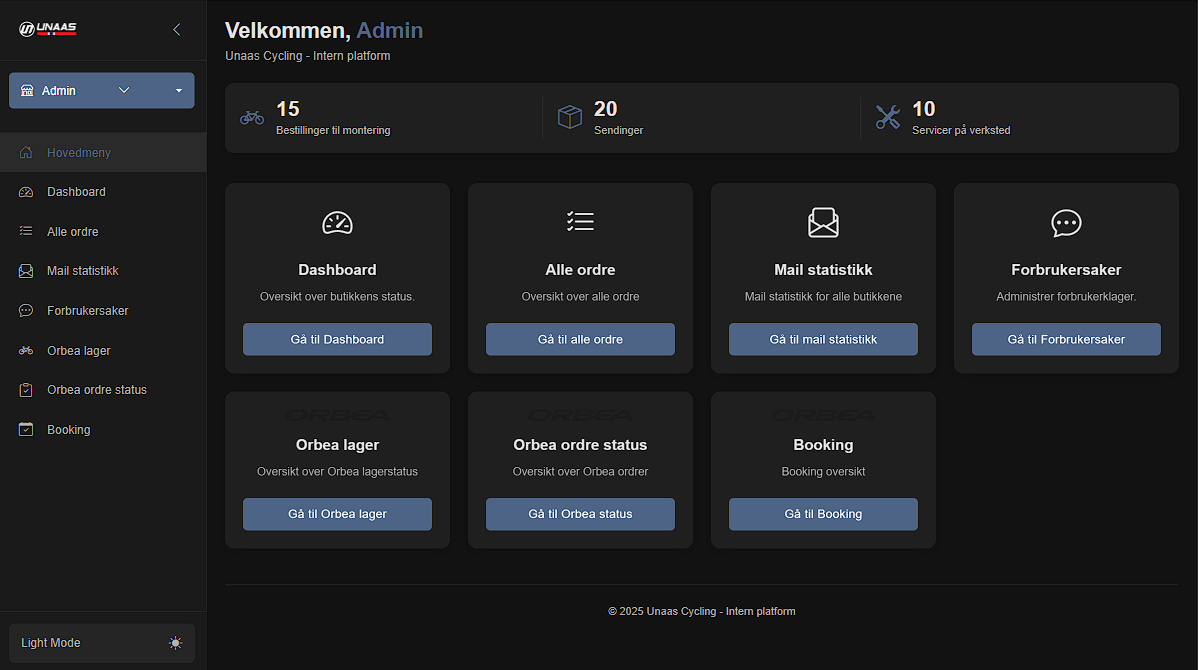 UNAAS
Admin
Hovedmeny
Dashboard
Alle ordre
Mail statistikk
Forbrukersaker
Orbea lager
Orbea ordre status
Booking
Light Mode
Velkommen, Admin
Unaas Cycling - Intern platform
15
Bestillinger til montering
20
Sendinger
10
Servicer på verksted
Dashboard
Oversikt over butikkens status.
Gå til Dashboard
Alle ordre
Oversikt over alle ordre
Gå til alle ordre
Mail statistikk
Mail statistikk for alle butikkene
Gå til mail statistikk
Forbrukersaker
Administrer forbrukerklager.
Gå til Forbrukersaker
ORBEA
Orbea lager
Oversikt over Orbea lagerstatus
Gå til Orbea lager
ORBEA
Orbea ordre status
Oversikt over Orbea ordrer
Gå til Orbea status
ORBEA
Booking
Booking oversikt
Gå til Booking
© 2025 Unaas Cycling - Intern platform